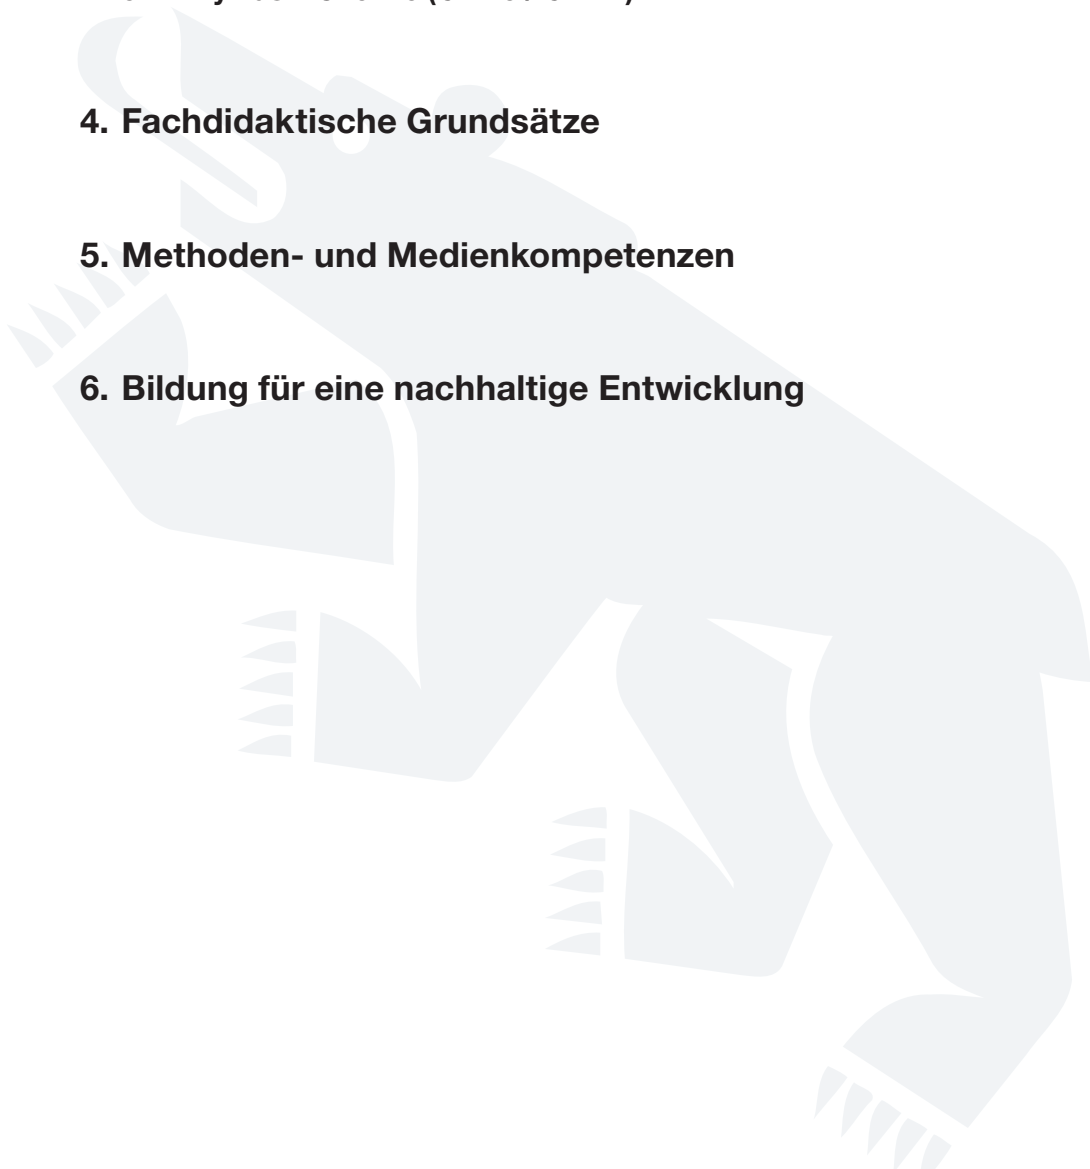 4. Fachdidaktische Grundsätze
5. Methoden- und Medienkompetenzen
6. Bildung für eine nachhaltige Entwicklung